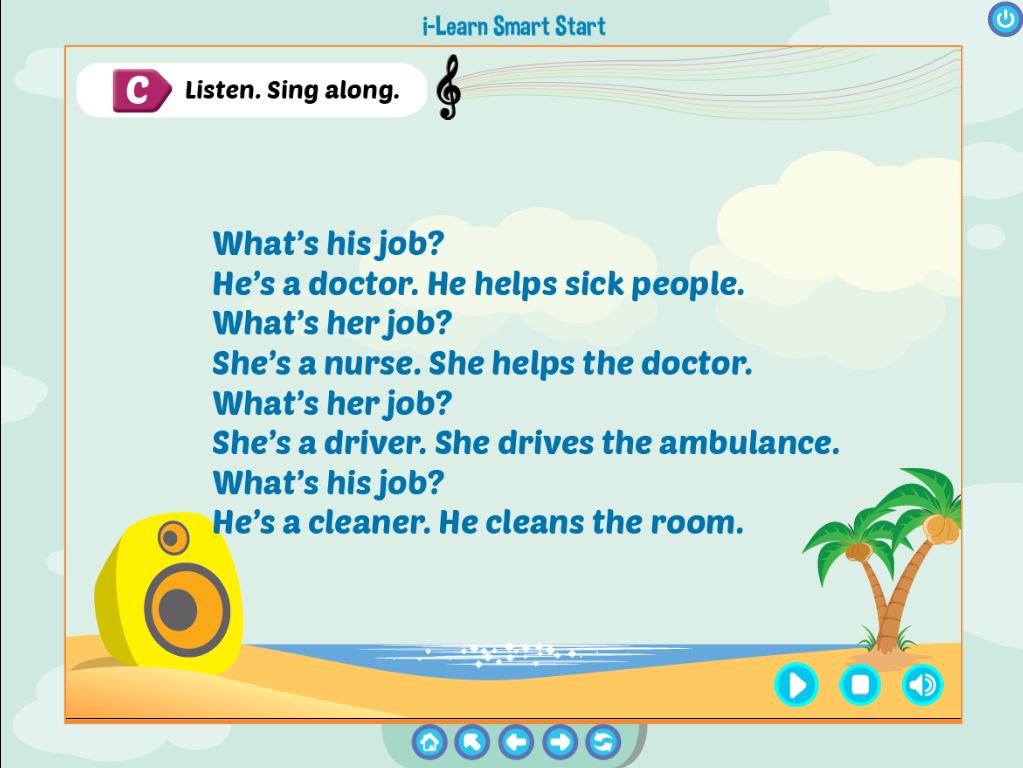 i-Learn Smart Start
C Listen. Sing along.
What's his job?
He's a doctor. He helps sick people.
What's her job?
She's a nurse. She helps the doctor.
What's her job?
She's a driver. She drives the ambulance.
What's his job?
He's a cleaner. He cleans the room.